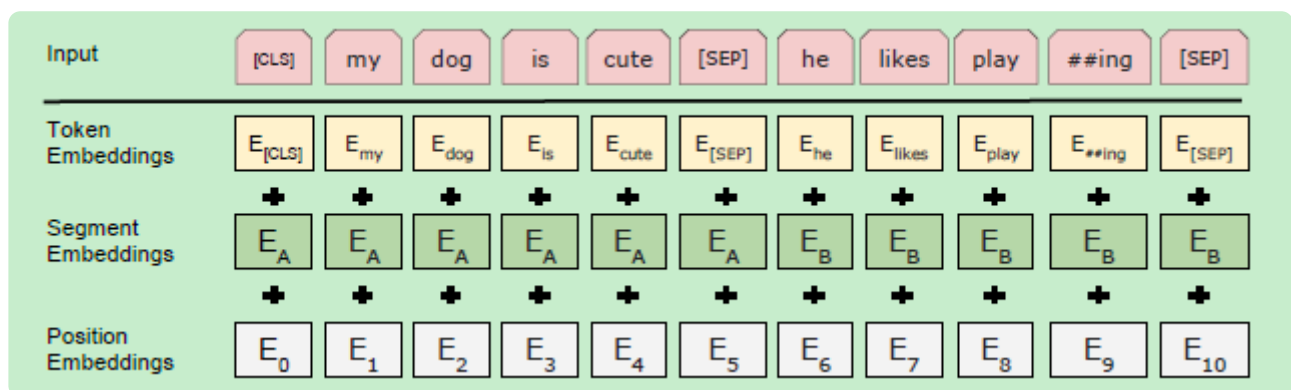 Input [CLS] my dog is cute [SEP] he likes play ##ing [SEP]
Token
Embeddings E[CLS] Emy Edog Eis Ecute E[SEP] Ehe Elikes Eplay E##ing E[SEP]
+ + + + + + + + + + +
Segment
Embeddings EA EA EA EA EA EA EB EB EB EB EB
+ + + + + + + + + + +
Position
Embeddings E0 E1 E2 E3 E4 E5 E6 E7 E8 E9 E10